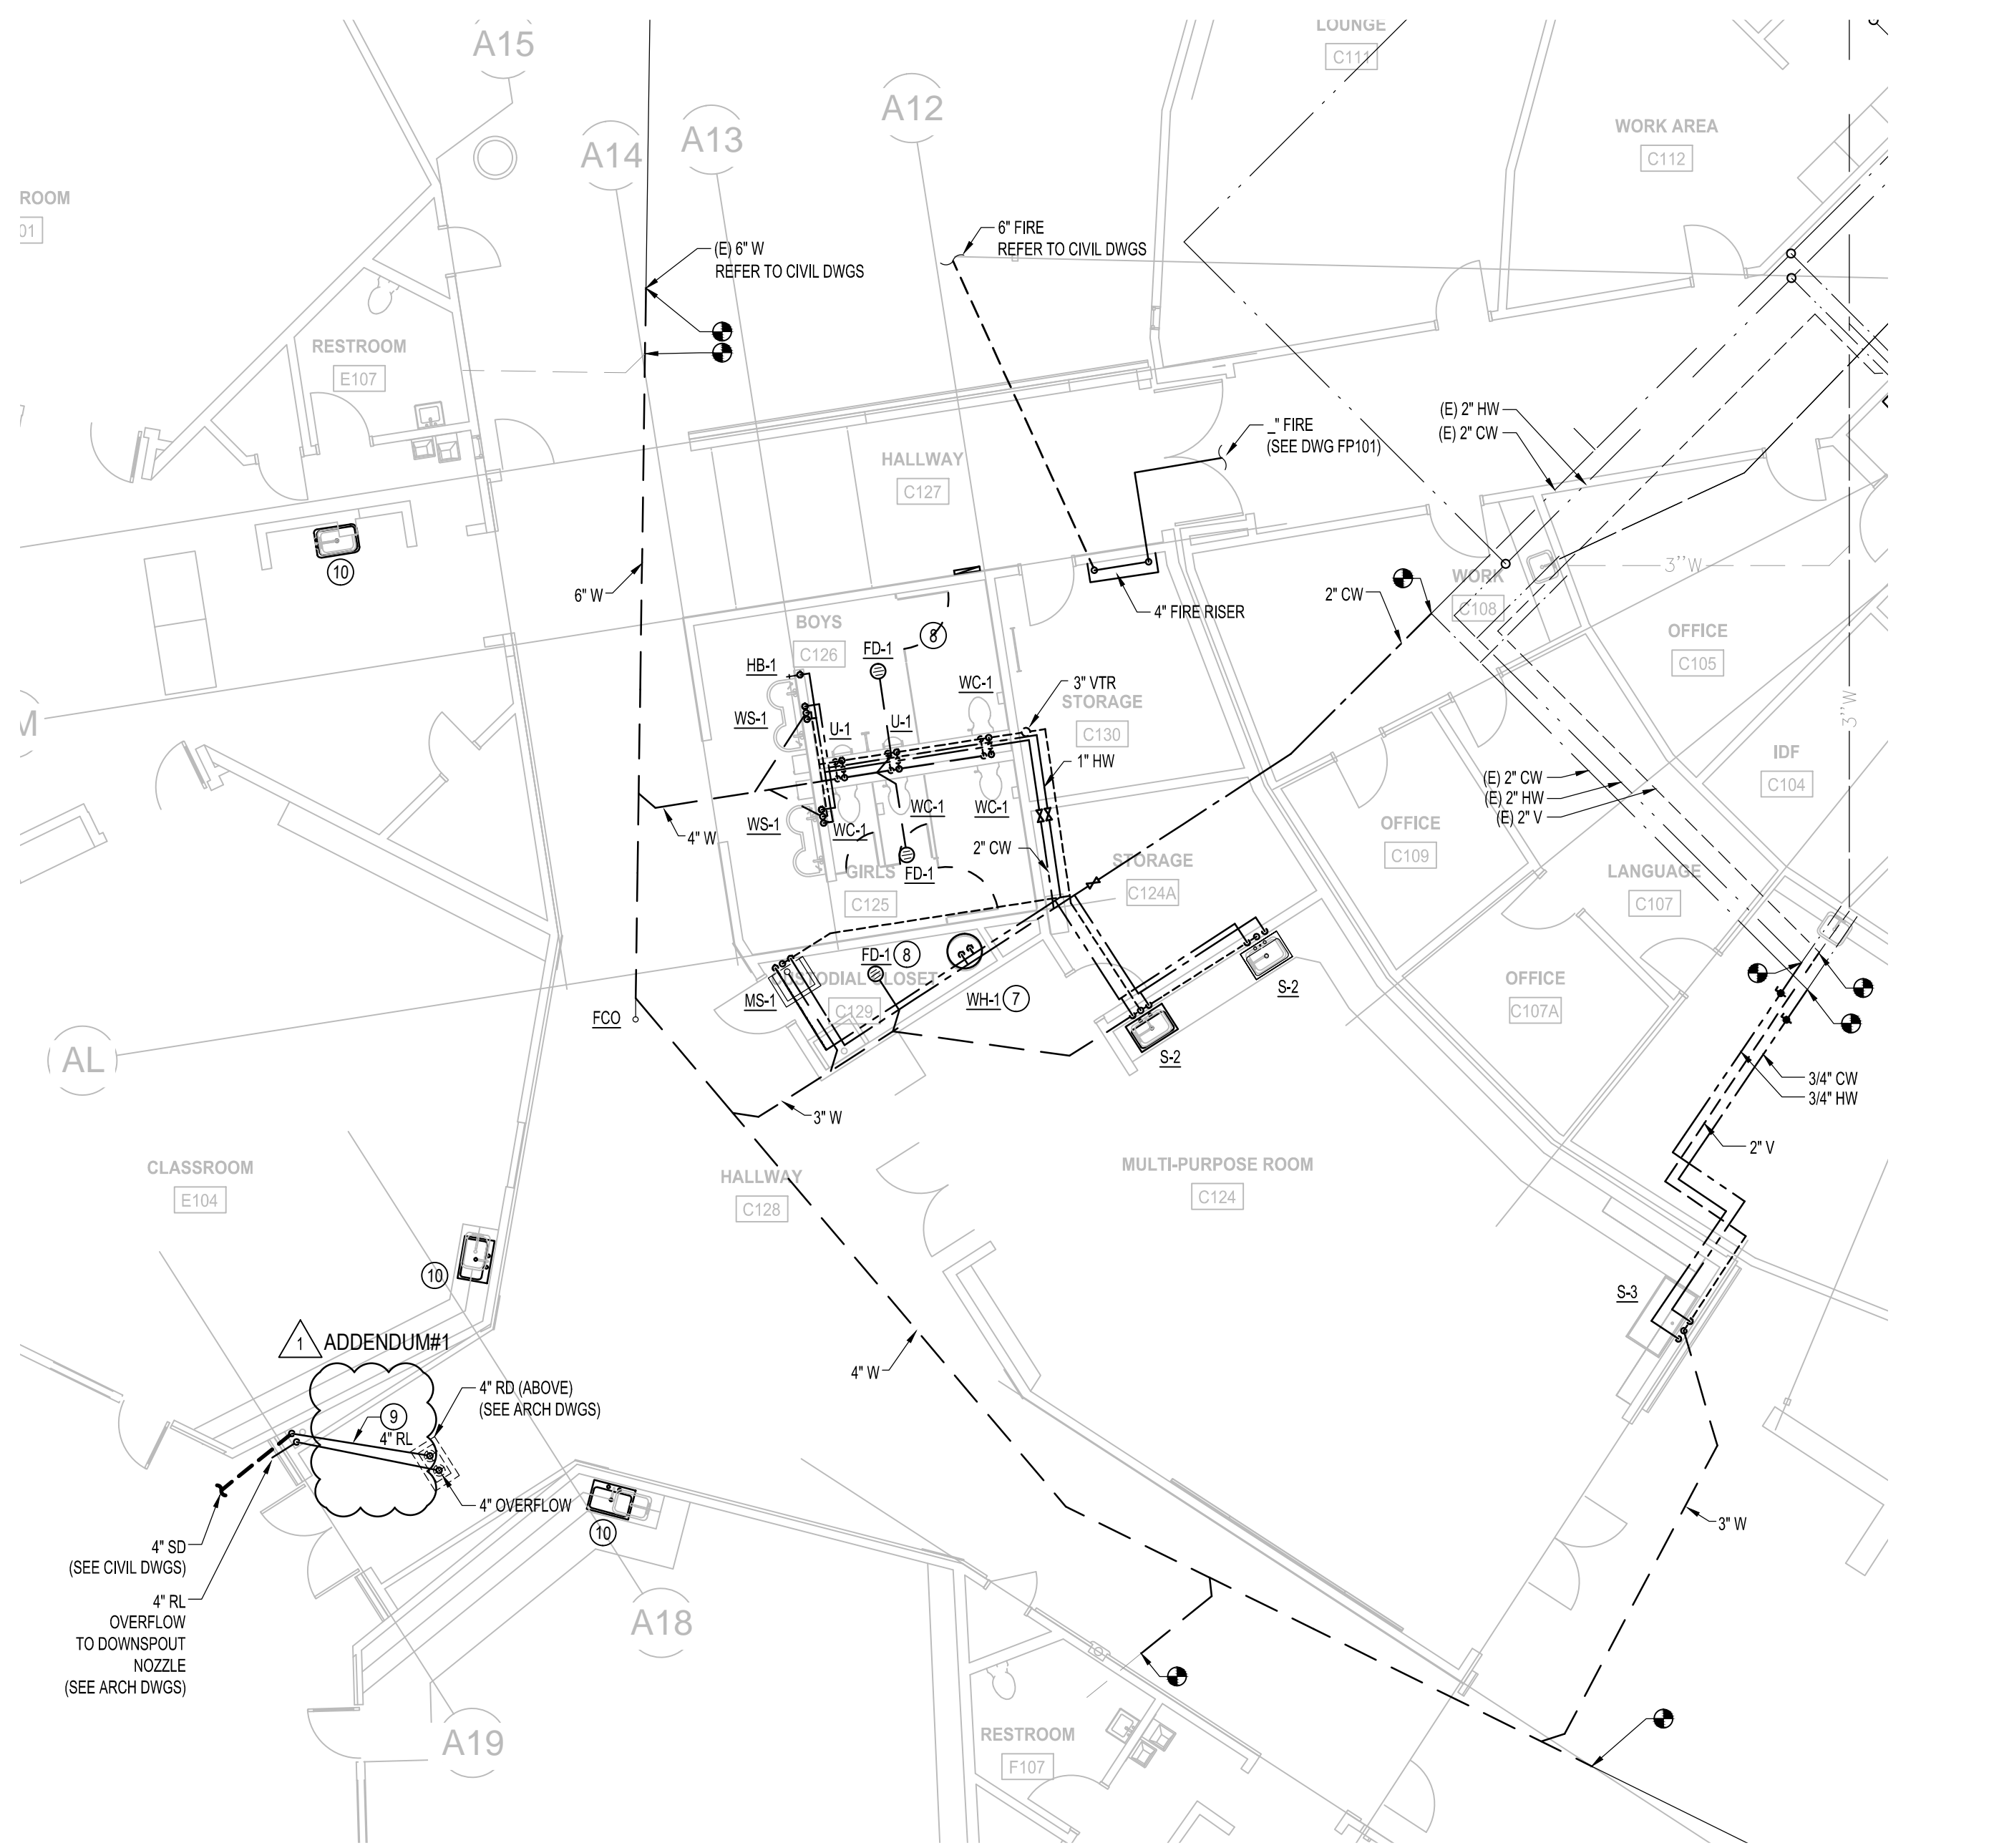 A15
A14
A13
A12
LOUNGE
C111
WORK AREA
C112
ROOM
01
(E) 6" W
REFER TO CIVIL DWGS
6" FIRE
REFER TO CIVIL DWGS
RESTROOM
E107
(E) 2" HW
(E) 2" CW
_" FIRE
(SEE DWG FP101)
HALLWAY
C127
10
6" W
4" FIRE RISER
2" CW
WORK
C108
3"W
OFFICE
C105
BOYS
C126
8
FD-1
HB-1
WC-1
3" VTR
STORAGE
C130
WS-1
U-1
U-1
1" HW
3"W
IDF
C104
M
(E) 2" CW
(E) 2" HW
(E) 2" V
WS-1
WC-1
WC-1
WC-1
4" W
2" CW
OFFICE
C109
STORAGE
C124A
GIRLS
C125
FD-1
LANGUAGE
C107
FD-1
8
CUSTODIAL CLOSET
C129
MS-1
WH-1
7
S-2
OFFICE
C107A
FCO
AL
S-2
3/4" CW
3/4" HW
3" W
2" V
CLASSROOM
E104
HALLWAY
C128
MULTI-PURPOSE ROOM
C124
10
S-3
1
ADDENDUM#1
4" W
4" RD (ABOVE)
(SEE ARCH DWGS)
9
4" RL
4" OVERFLOW
10
3" W
4" SD
(SEE CIVIL DWGS)
4" RL
OVERFLOW
TO DOWNSPOUT
NOZZLE
(SEE ARCH DWGS)
A18
A19
RESTROOM
F107